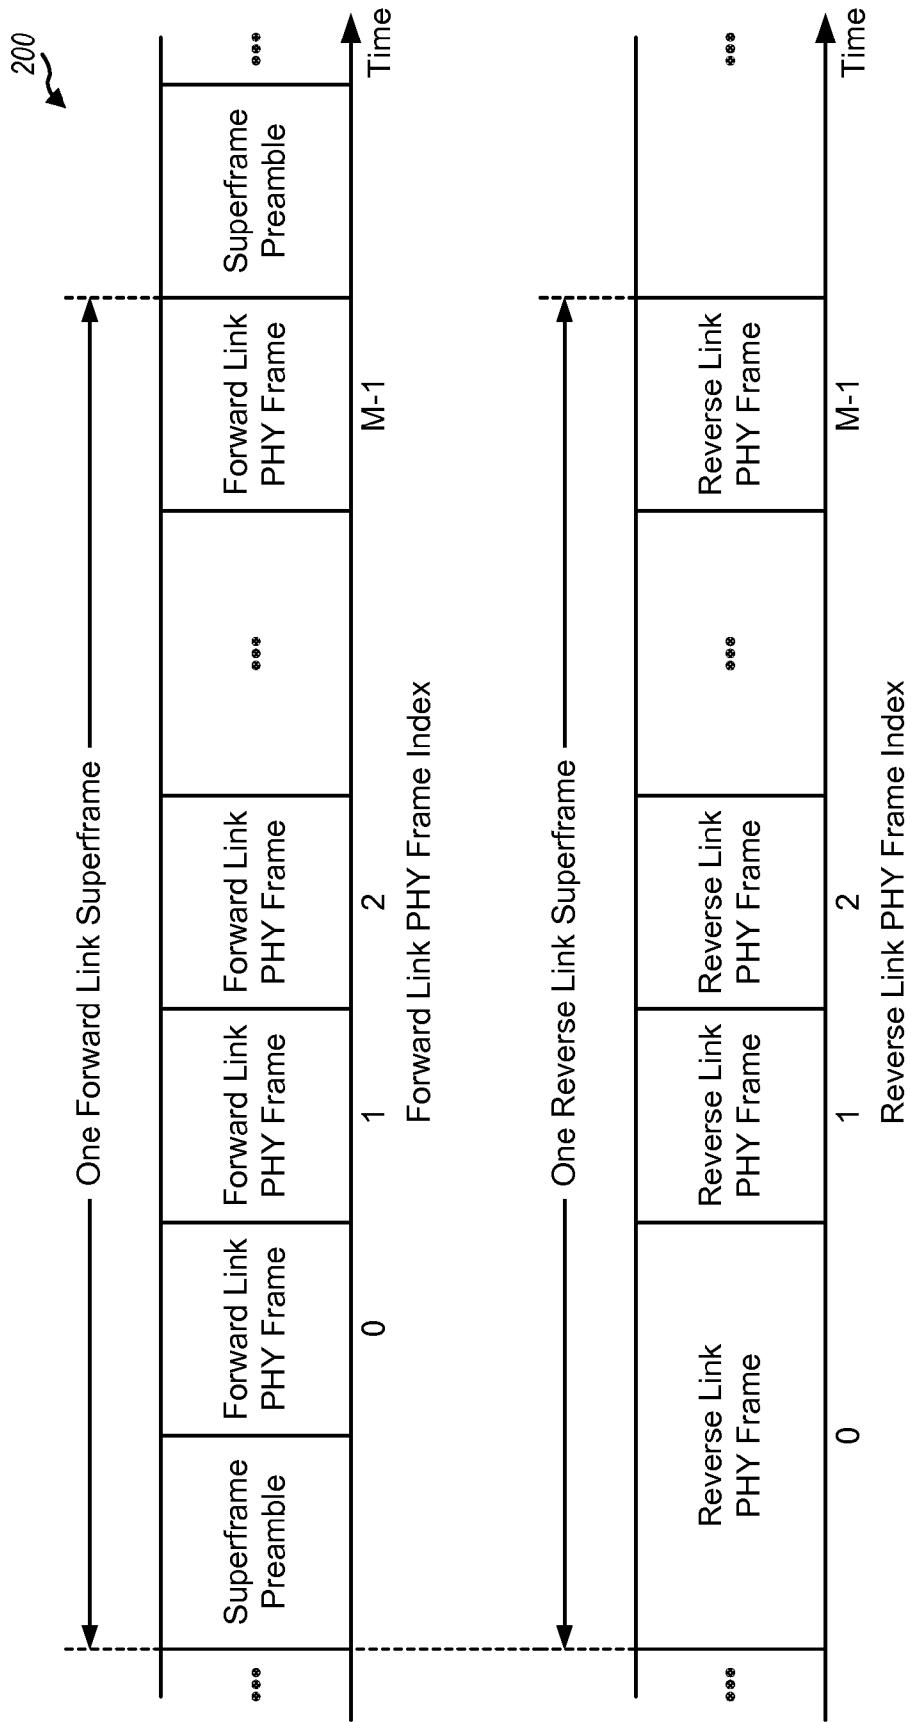 200
One Forward Link Superframe
•••
Superframe
Preamble
Forward Link
PHY Frame
Forward Link
PHY Frame
Forward Link
PHY Frame
•••
Forward Link
PHY Frame
Superframe
Preamble
•••
0
1
2
M-1
Time
Forward Link PHY Frame Index
One Reverse Link Superframe
•••
Reverse Link
PHY Frame
Reverse Link
PHY Frame
Reverse Link
PHY Frame
•••
Reverse Link
PHY Frame
•••
0
1
2
M-1
Time
Reverse Link PHY Frame Index